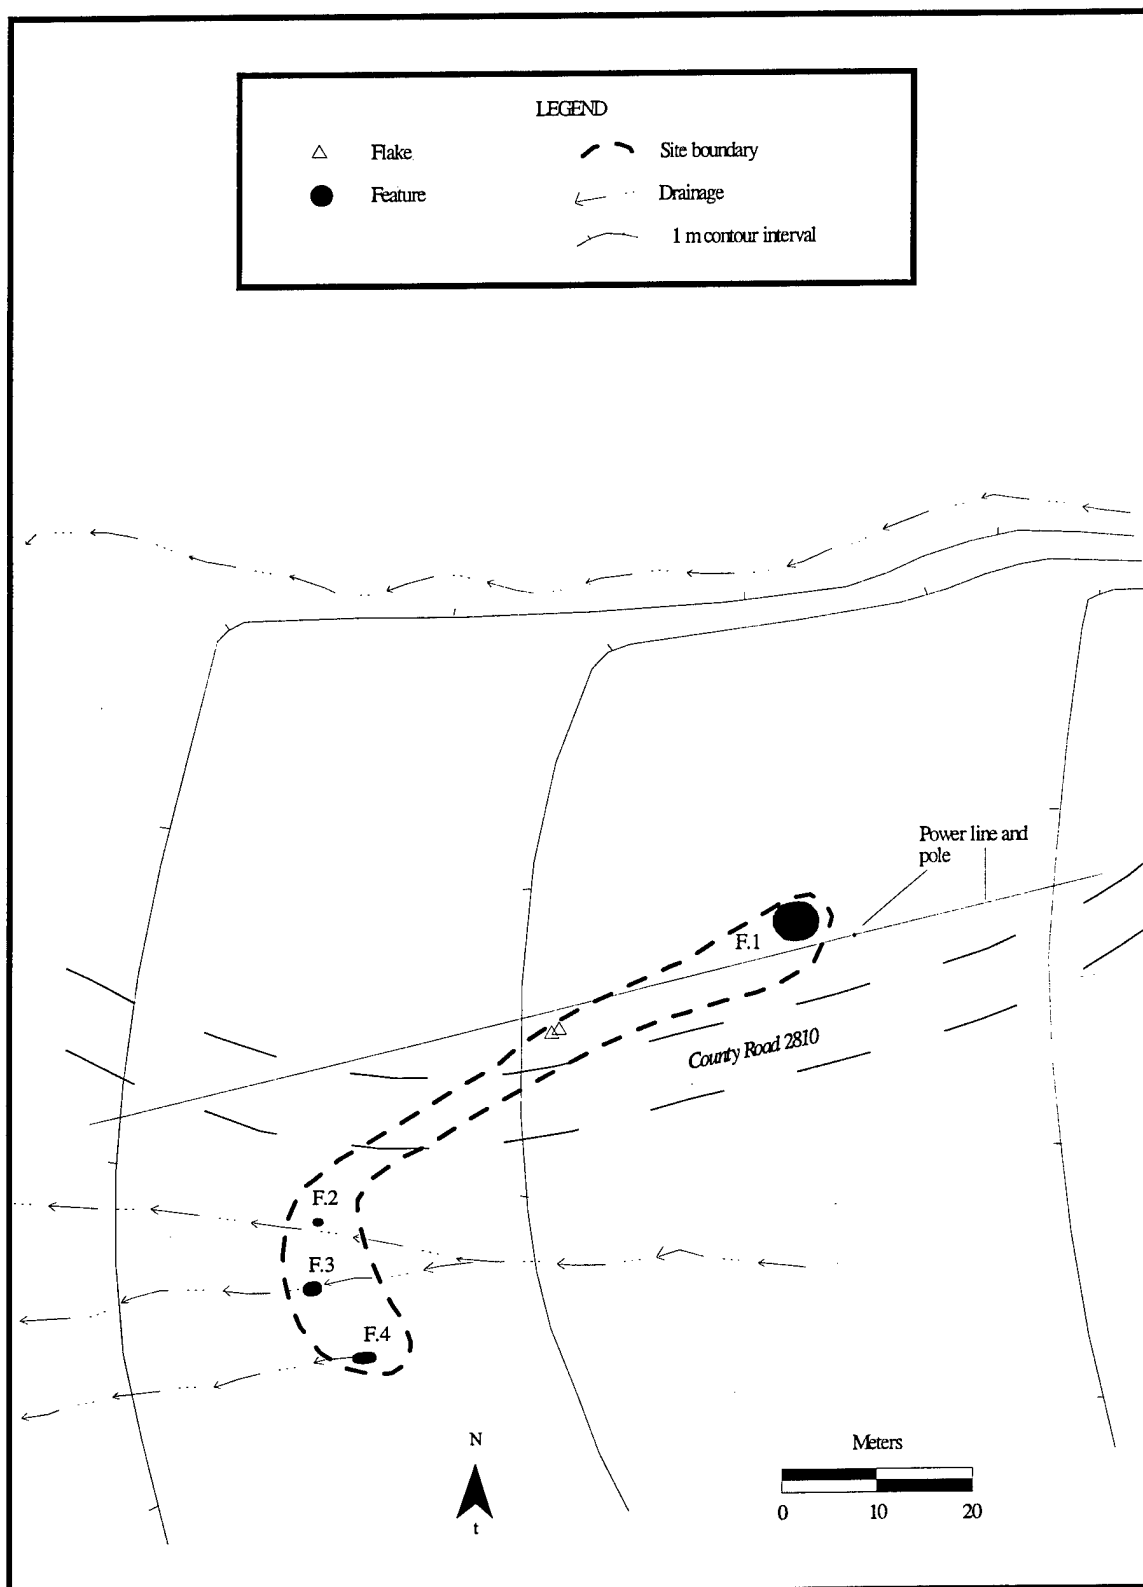 LEGEND
Flake
Site boundary
Feature
Drainage
1 m contour interval
Power line and
pole
F.1
County Road 2810
F.2
F.3
F.4
N
t
Meters
0 10 20